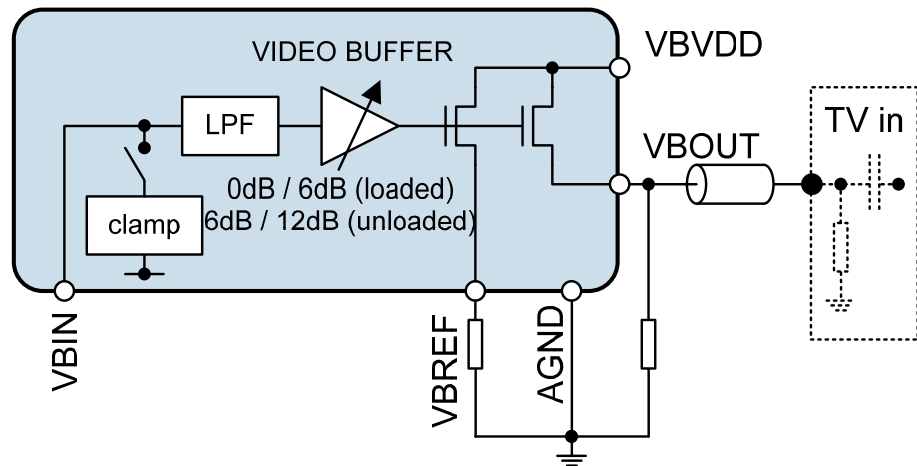 VIDEO BUFFER
VBVDD
LPF
TV in
VBOUT
0dB / 6dB (loaded)
6dB / 12dB (unloaded)
clamp
VBIN
VBREF
AGND